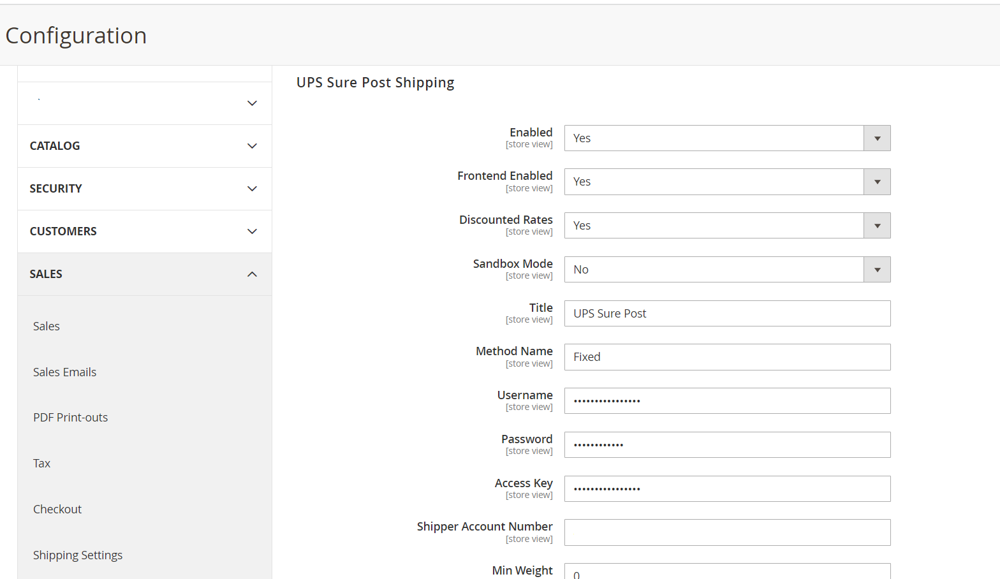 Configuration
`
CATALOG
SECURITY
CUSTOMERS
SALES
Sales
Sales Emails
PDF Print-outs
Tax
Checkout
Shipping Settings
UPS Sure Post Shipping
Enabled
[store view]
Yes
Frontend Enabled
[store view]
Yes
Discounted Rates
[store view]
Yes
Sandbox Mode
[store view]
No
Title
[store view]
UPS Sure Post
Method Name
[store view]
Fixed
Username
[store view]
••••••••••••••••
Password
[store view]
••••••••••••
Access Key
[store view]
••••••••••••••••
Shipper Account Number
[store view]
Min Weight
0